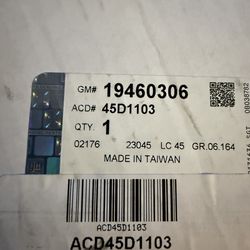 GM# 19460306
ACD# 45D1103
QTY. 1
02176 23045 LC 45 GR.06.164
MADE IN TAIWAN
ACD45D1103
ACD45D1103